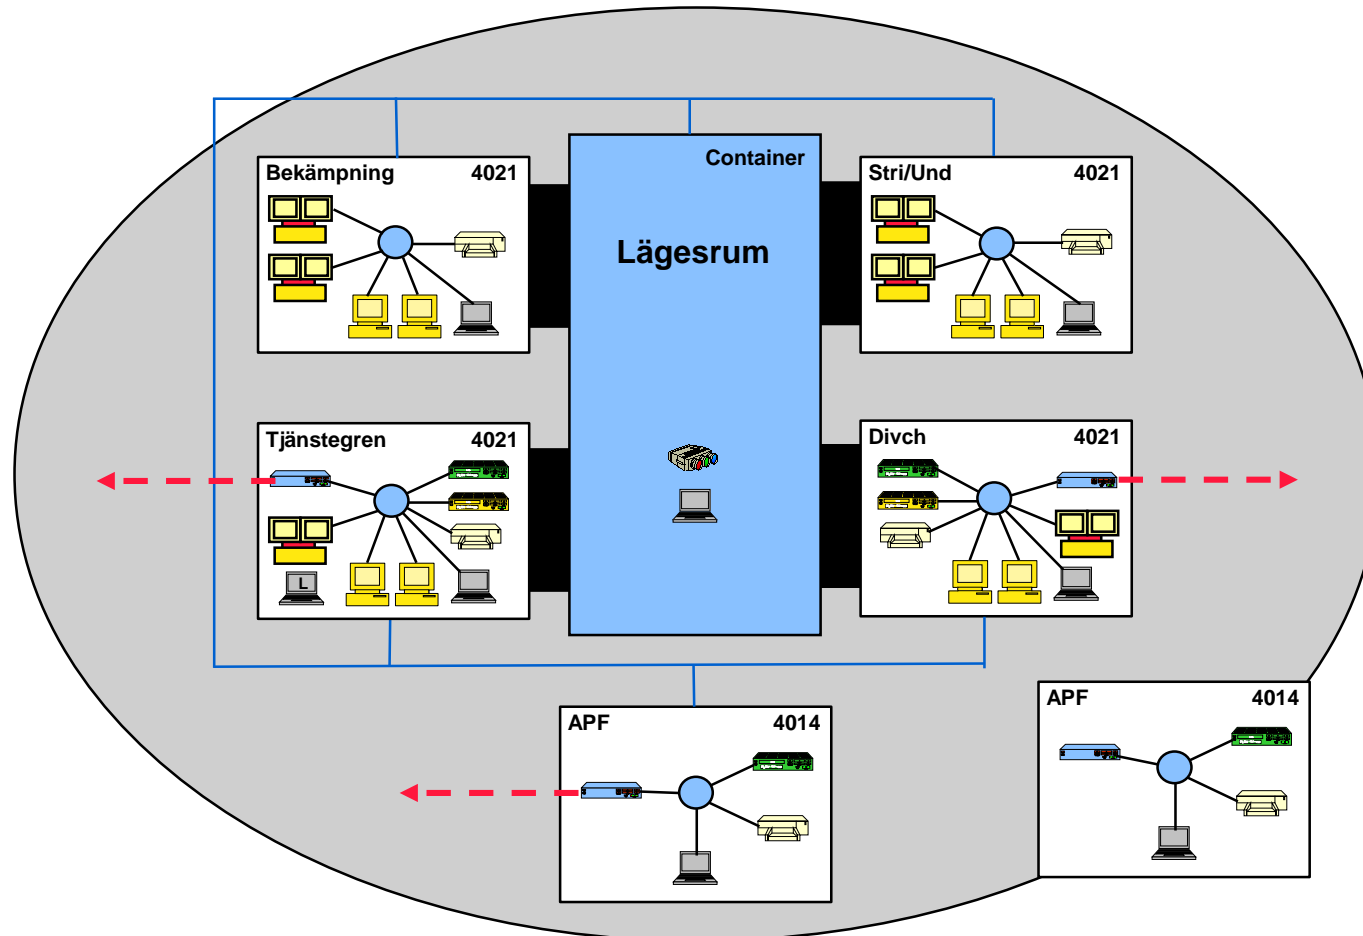 Container
Bekämpning 4021
Stri/Und 4021
Lägesrum
Tjänstegren 4021
Divch 4021
L
APF 4014
APF 4014